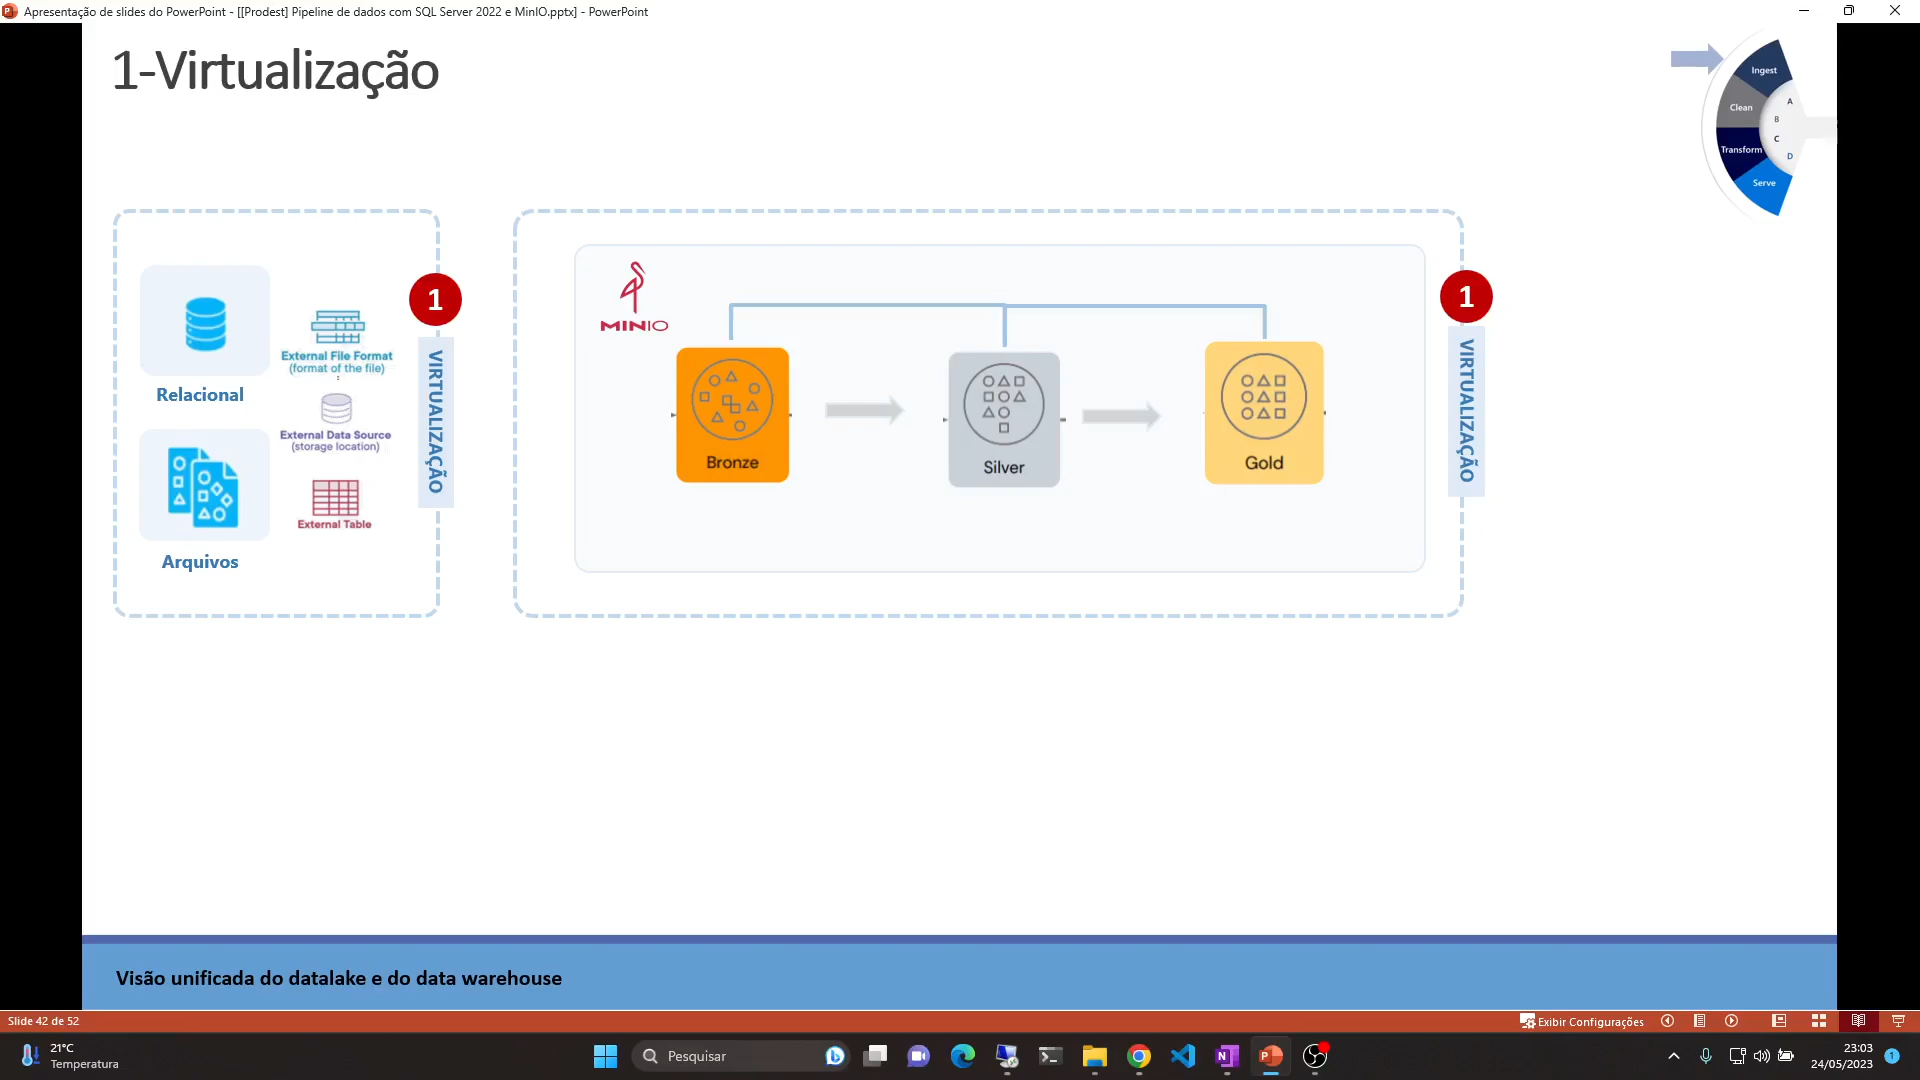 Apresentação de slides do PowerPoint - [[Prodest] Pipeline de dados com SQL Server 2022 e MinIO.pptx] - PowerPoint
1-Virtualização
Ingest
Clean
Transform
Serve
A
B
C
D
Relacional
Arquivos
External File Format
(format of the file)
External Data Source
(storage location)
External Table
1
VIRTUALIZAÇÃO
MINIO
Bronze
Silver
Gold
1
VIRTUALIZAÇÃO
Visão unificada do datalake e do data warehouse
Slide 42 de 52
Exibir Configurações
21°C
Temperatura
Pesquisar
23:03
24/05/2023
1